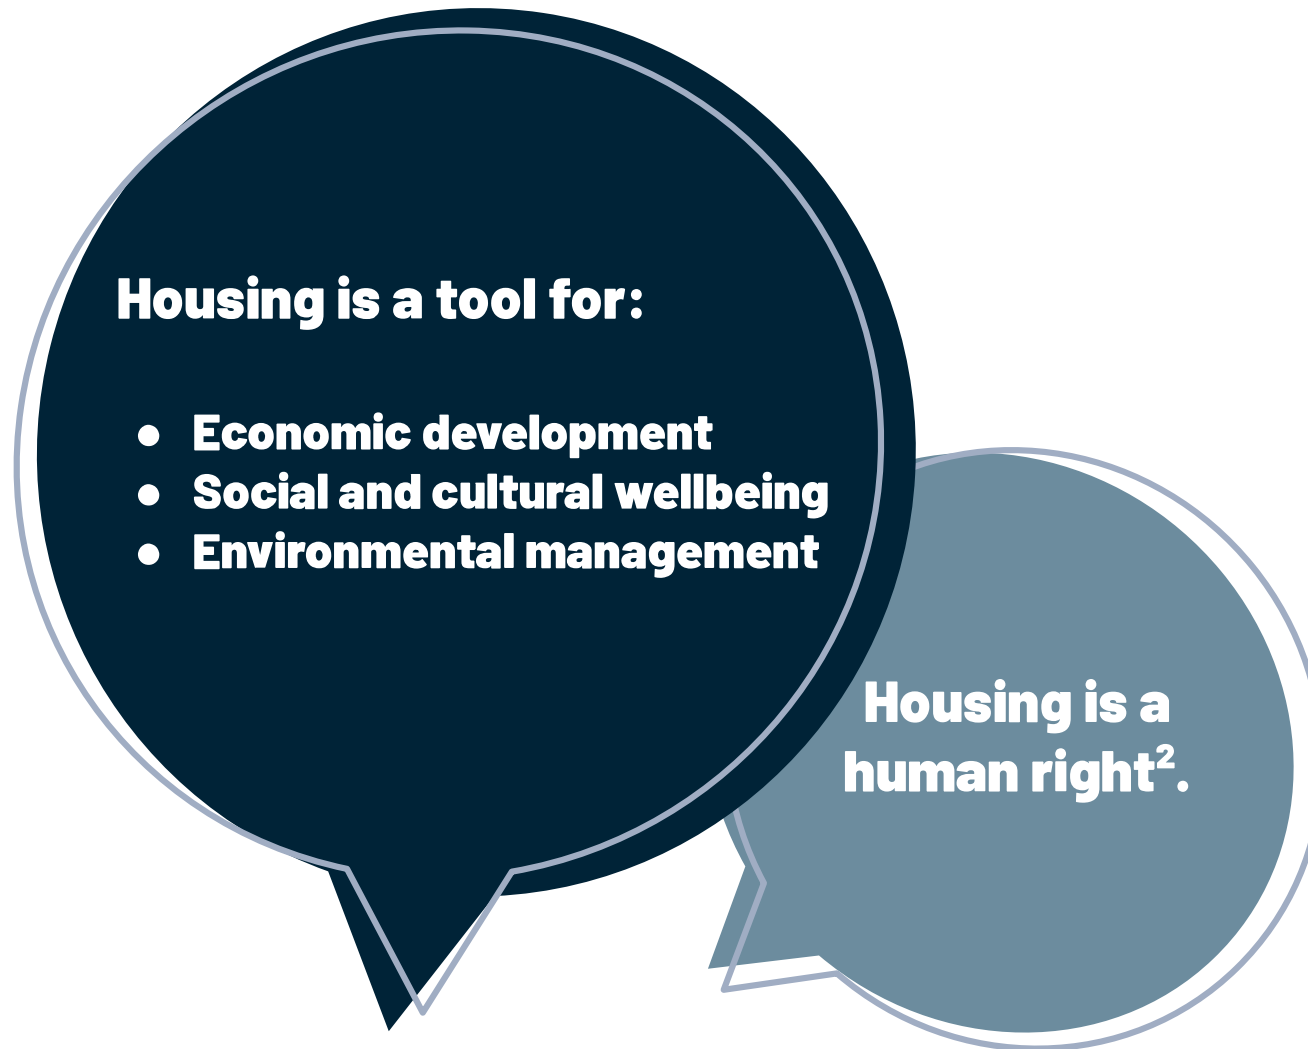 Housing is a tool for:
● Economic development
● Social and cultural wellbeing
● Environmental management
Housing is a
human right².